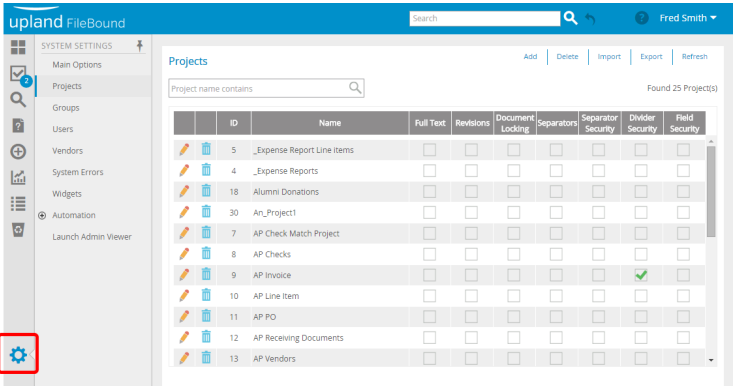 upland FileBound
Search
Fred Smith
SYSTEM SETTINGS
Main Options
Projects
Groups
Users
Vendors
System Errors
Widgets
Automation
Launch Admin Viewer
2
Projects
Add Delete Import Export Refresh
Project name contains
Found 25 Project(s)
ID Name Full Text Revisions Document Locking Separators Separator Security Divider Security Field Security
5 _Expense Report Line Items
4 _Expense Reports
18 Alumni Donations
30 An_Project1
7 AP Check Match Project
8 AP Checks
9 AP Invoice
10 AP Line Item
11 AP PO
12 AP Receiving Documents
13 AP Vendors